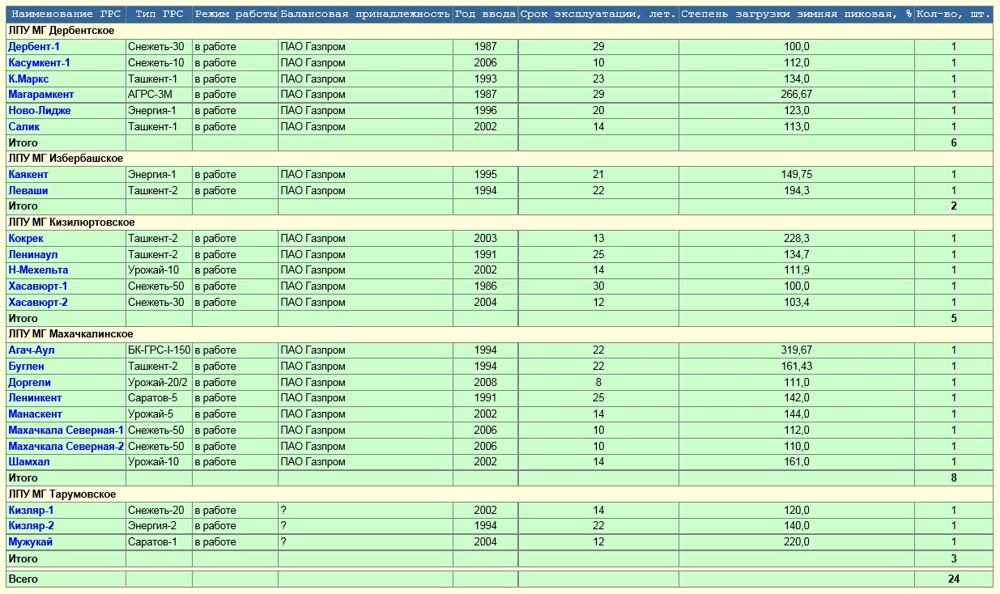 Наименование ГРС Тип ГРС Режим работы Балансовая принадлежность Год ввода Срок эксплуатации, лет. Степень загрузки зимняя пиковая, % Кол-во, шт.
ЛПУ МГ Дербентское
Дербент-1 Снежеть-30 в работе ПАО Газпром 1987 29 100,0 1
Касумкент-1 Снежеть-10 в работе ПАО Газпром 2006 10 112,0 1
К.Маркс Ташкент-1 в работе ПАО Газпром 1993 23 134,0 1
Магарамкент АГРС-3М в работе ПАО Газпром 1987 29 266,67 1
Ново-Лидже Энергия-1 в работе ПАО Газпром 1996 20 123,0 1
Салик Ташкент-1 в работе ПАО Газпром 2002 14 113,0 1
Итого 6
ЛПУ МГ Избербашское
Каякент Энергия-1 в работе ПАО Газпром 1995 21 149,75 1
Леваши Ташкент-2 в работе ПАО Газпром 1994 22 194,3 1
Итого 2
ЛПУ МГ Кизилюртовское
Кокрек Ташкент-2 в работе ПАО Газпром 2003 13 228,3 1
Ленинаул Ташкент-2 в работе ПАО Газпром 1991 25 134,7 1
Н-Мехельта Урожай-10 в работе ПАО Газпром 2002 14 111,9 1
Хасавюрт-1 Снежеть-50 в работе ПАО Газпром 1986 30 100,0 1
Хасавюрт-2 Снежеть-30 в работе ПАО Газпром 2004 12 103,4 1
Итого 5
ЛПУ МГ Махачкалинское
Агач-Аул БК-ГРС-I-150 в работе ПАО Газпром 1994 22 319,67 1
Буглен Ташкент-2 в работе ПАО Газпром 1994 22 161,43 1
Доргели Урожай-20/2 в работе ПАО Газпром 2008 8 111,0 1
Ленинкент Саратов-5 в работе ПАО Газпром 1991 25 142,0 1
Манаскент Урожай-5 в работе ПАО Газпром 2002 14 144,0 1
Махачкала Северная-1 Снежеть-50 в работе ПАО Газпром 2006 10 112,0 1
Махачкала Северная-2 Снежеть-50 в работе ПАО Газпром 2006 10 110,0 1
Шамхал Урожай-10 в работе ПАО Газпром 2002 14 161,0 1
Итого 8
ЛПУ МГ Тарумовское
Кизляр-1 Снежеть-20 в работе ? 2002 14 120,0 1
Кизляр-2 Энергия-2 в работе ? 1994 22 140,0 1
Мужукай Саратов-1 в работе ? 2004 12 220,0 1
Итого 3
Всего 24